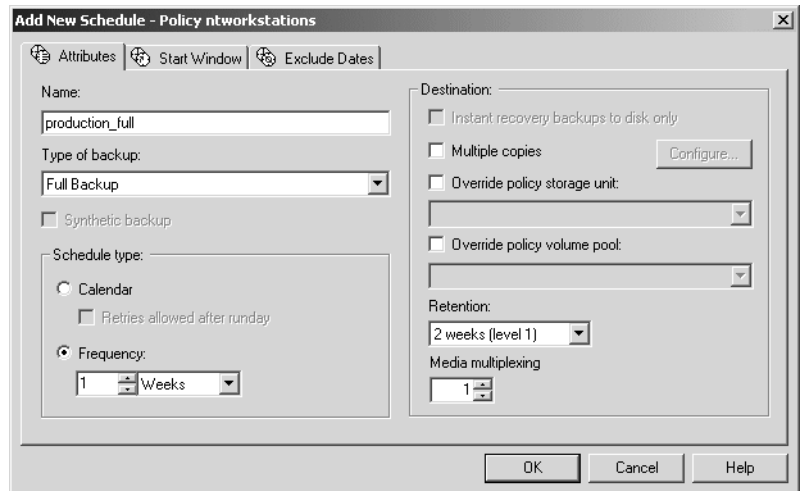 Add New Schedule - Policy ntworkstations
Attributes
Start Window
Exclude Dates
Name:
production_full
Type of backup:
Full Backup
Synthetic backup
Schedule type:
Calendar
Retries allowed after runday
Frequency:
1 Weeks
Destination:
Instant recovery backups to disk only
Multiple copies
Configure...
Override policy storage unit:
Override policy volume pool:
Retention:
2 weeks (level 1)
Media multiplexing
1
OK
Cancel
Help